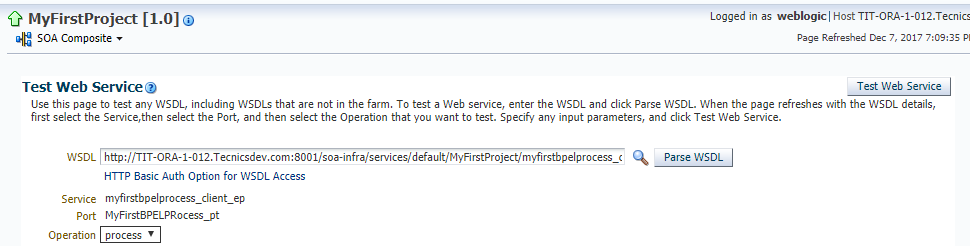 MyFirstProject [1.0]
Logged in as weblogic | Host TIT-ORA-1-012.Tecnics
SOA Composite
Page Refreshed Dec 7, 2017 7:09:35 P
Test Web Service
Test Web Service
Use this page to test any WSDL, including WSDLs that are not in the farm. To test a Web service, enter the WSDL and click Parse WSDL. When the page refreshes with the WSDL details,
first select the Service,then select the Port, and then select the Operation that you want to test. Specify any input parameters, and click Test Web Service.
WSDL http://TIT-ORA-1-012.Tecnicsdev.com:8001/soa-infra/services/default/MyFirstProject/myfirstbpelprocess_c Parse WSDL
HTTP Basic Auth Option for WSDL Access
Service myfirstbpelprocess_client_ep
Port MyFirstBPELPRocess_pt
Operation process